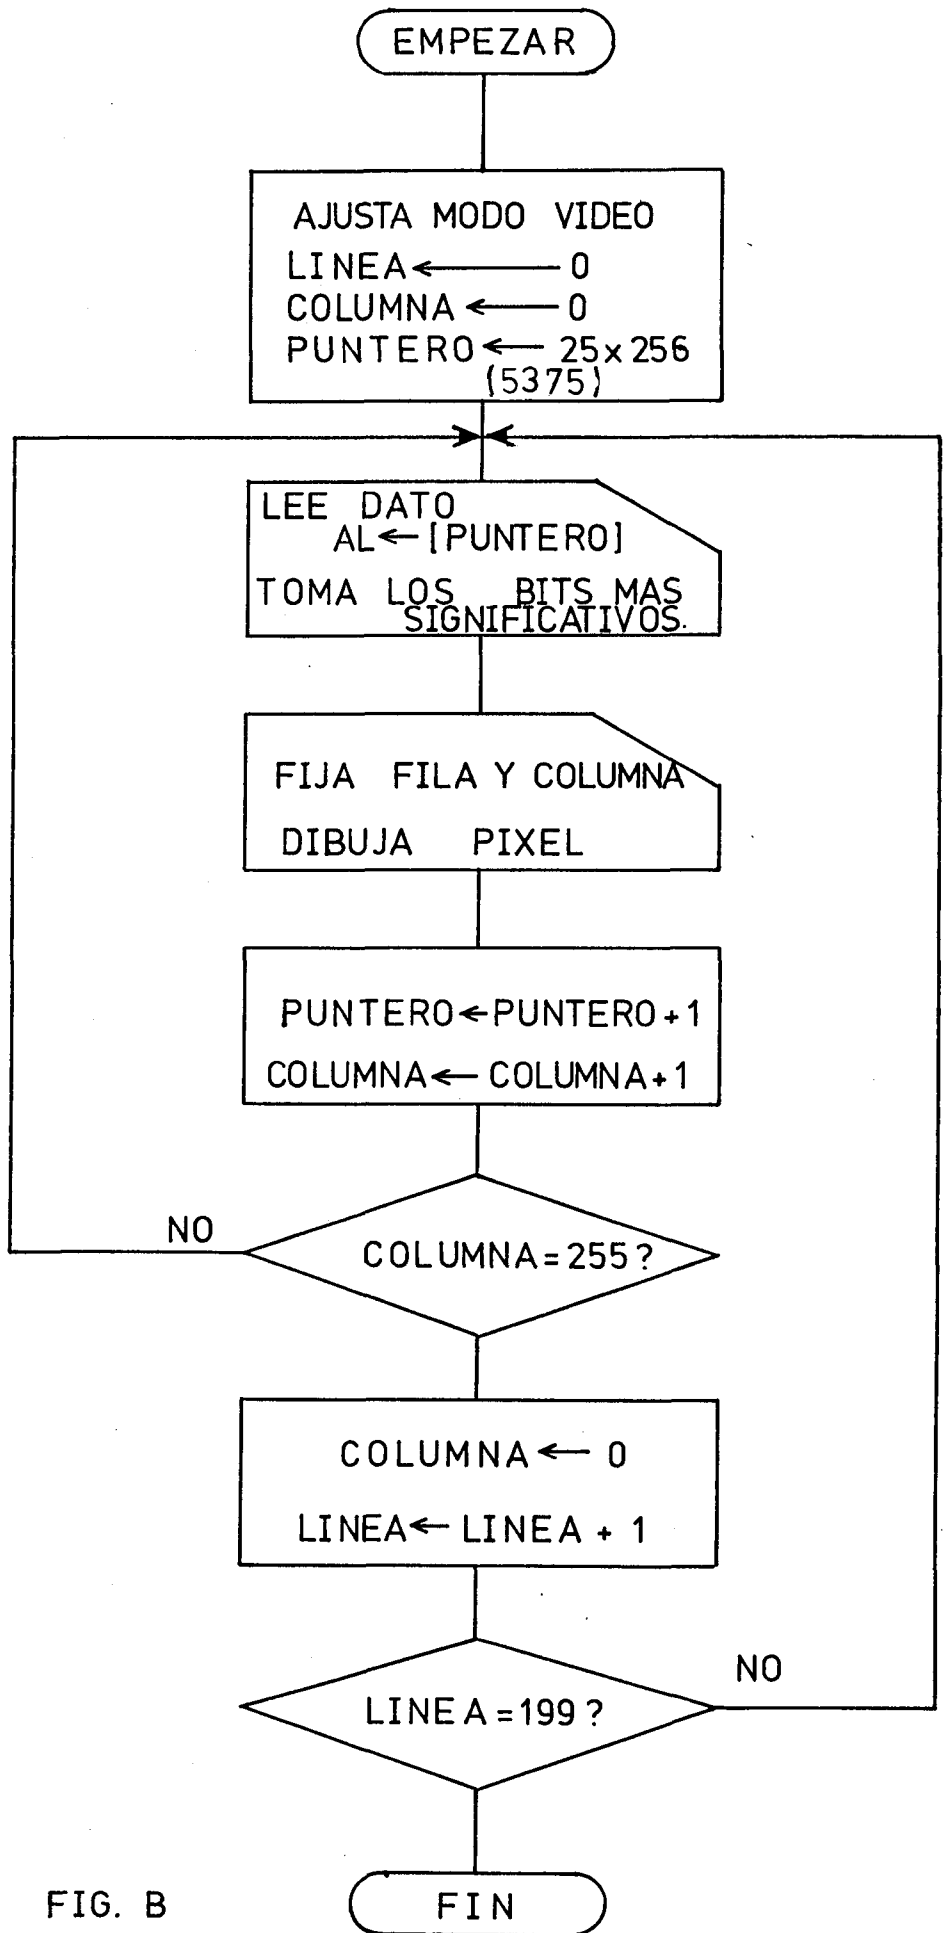 EMPEZAR
AJUSTA MODO VIDEO
LINEA ← 0
COLUMNA ← 0
PUNTERO ← 25x256
(5375)
LEE DATO
AL ← [PUNTERO]
TOMA LOS BITS MAS
SIGNIFICATIVOS.
FIJA FILA Y COLUMNA
DIBUJA PIXEL
PUNTERO ← PUNTERO + 1
COLUMNA ← COLUMNA + 1
NO
COLUMNA = 255 ?
COLUMNA ← 0
LINEA ← LINEA + 1
NO
LINEA = 199 ?
FIG. B
FIN